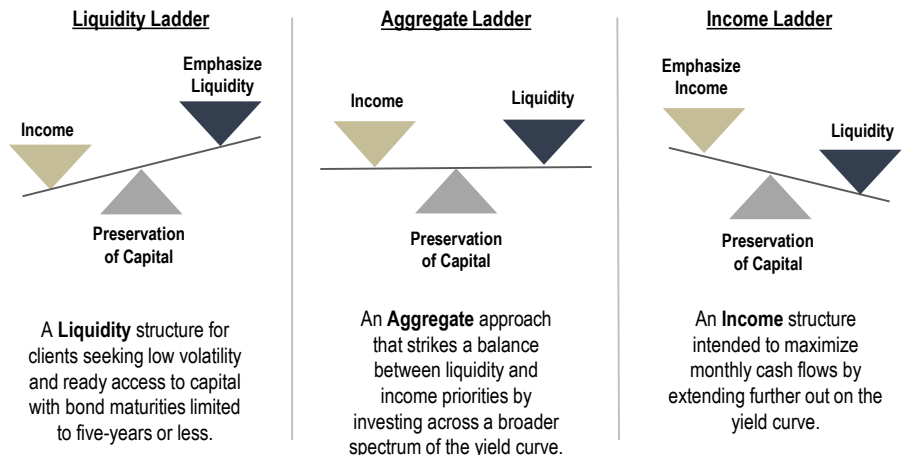 Liquidity Ladder
Emphasize
Liquidity
Income
Preservation
of Capital
A Liquidity structure for
clients seeking low volatility
and ready access to capital
with bond maturities limited
to five-years or less.
Aggregate Ladder
Income
Liquidity
Preservation
of Capital
An Aggregate approach
that strikes a balance
between liquidity and
income priorities by
investing across a broader
spectrum of the yield curve.
Income Ladder
Emphasize
Income
Liquidity
Preservation
of Capital
An Income structure
intended to maximize
monthly cash flows by
extending further out on the
yield curve.